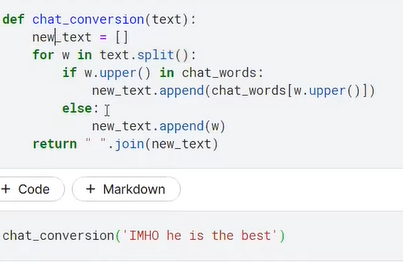 def chat_conversion(text):
    new_text = []
    for w in text.split():
        if w.upper() in chat_words:
            new_text.append(chat_words[w.upper()])
        else:
            new_text.append(w)
    return " ".join(new_text)
+ Code + Markdown
chat_conversion('IMHO he is the best')